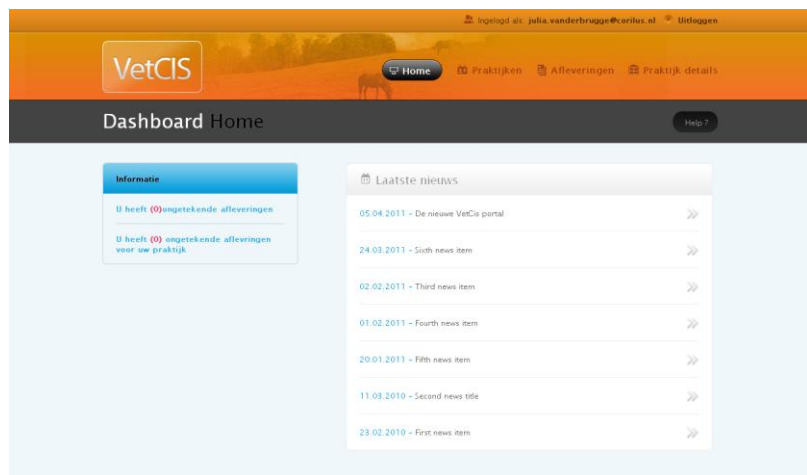 Ingelogd als: julia.vanderbrugge@corilus.nl Uitloggen
VetCIS
Home Praktijken Afleveringen Praktijk details
Dashboard Home
Help ?
Informatie
U heeft (0)ongetekende afleveringen
U heeft (0) ongetekende aflevringen
voor uw praktijk
Laatste nieuws
05.04.2011 - De nieuwe VetCis portal
24.03.2011 - Sixth news item
02.02.2011 - Third news item
01.02.2011 - Fourth news item
20.01.2011 - Fifth news item
11.03.2010 - Second news title
23.02.2010 - First news item